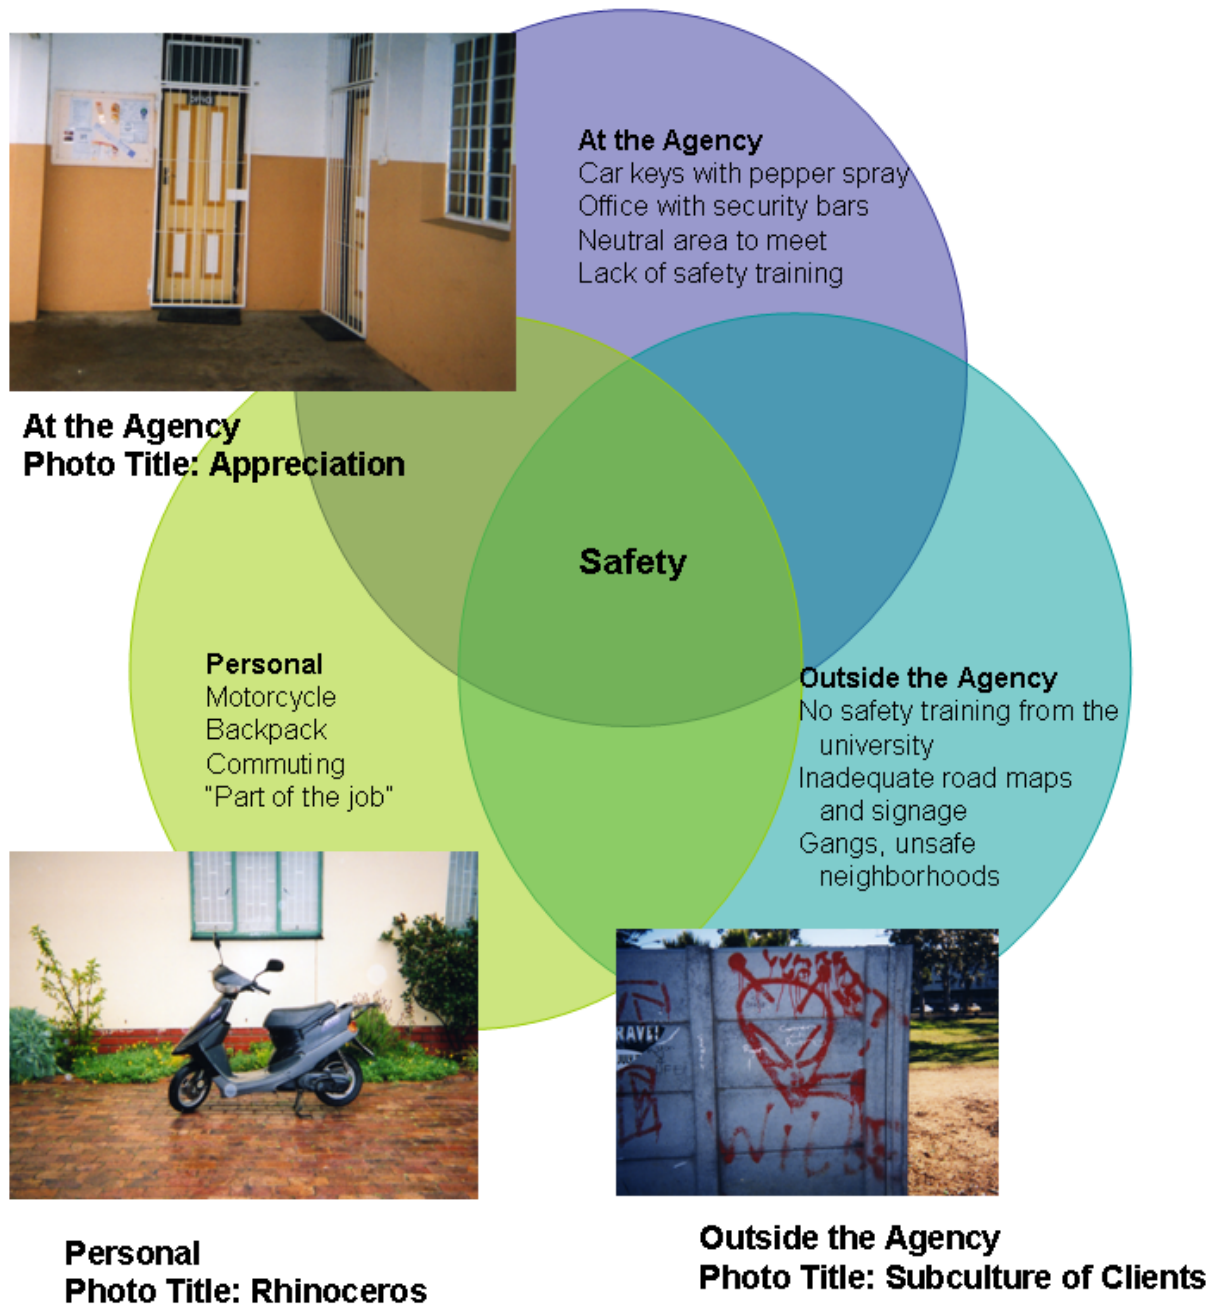 At the Agency
Car keys with pepper spray
Office with security bars
Neutral area to meet
Lack of safety training
At the Agency
Photo Title: Appreciation
Safety
Personal
Motorcycle
Backpack
Commuting
"Part of the job"
Outside the Agency
No safety training from the
university
Inadequate road maps
and signage
Gangs, unsafe
neighborhoods
Personal
Photo Title: Rhinoceros
Outside the Agency
Photo Title: Subculture of Clients